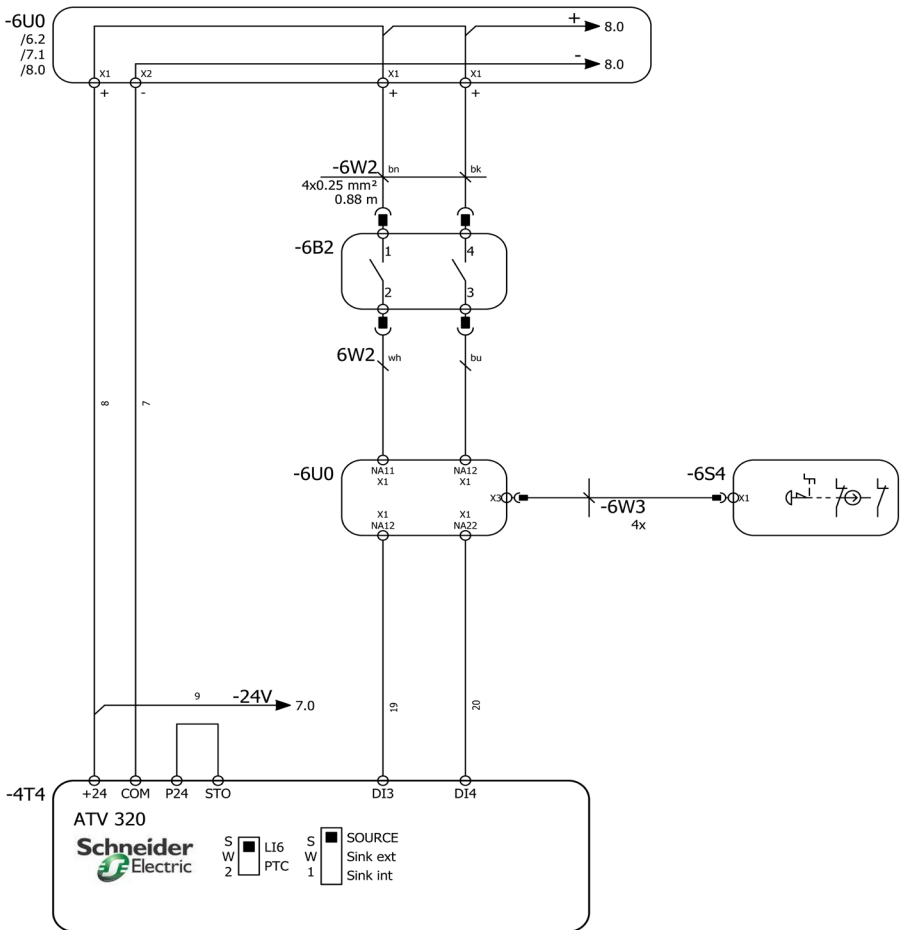 -6U0
/6.2
/7.1
/8.0
+
8.0
-
8.0
X1
X2
X1
X1
+
-
+
+
-6W2
bn
bk
4x0.25 mm²
0.88 m
-6B2
1
4
2
3
6W2
wh
bu
8
7
-6U0
NA11
X1
NA12
X1
X3
X1
NA12
X1
NA22
-6W3
4x
-6S4
X1
9
-24V
7.0
19
20
-4T4
+24
COM
P24
STO
DI3
DI4
ATV 320
Schneider
Electric
SW2
LI6
PTC
SW1
SOURCE
Sink ext
Sink int